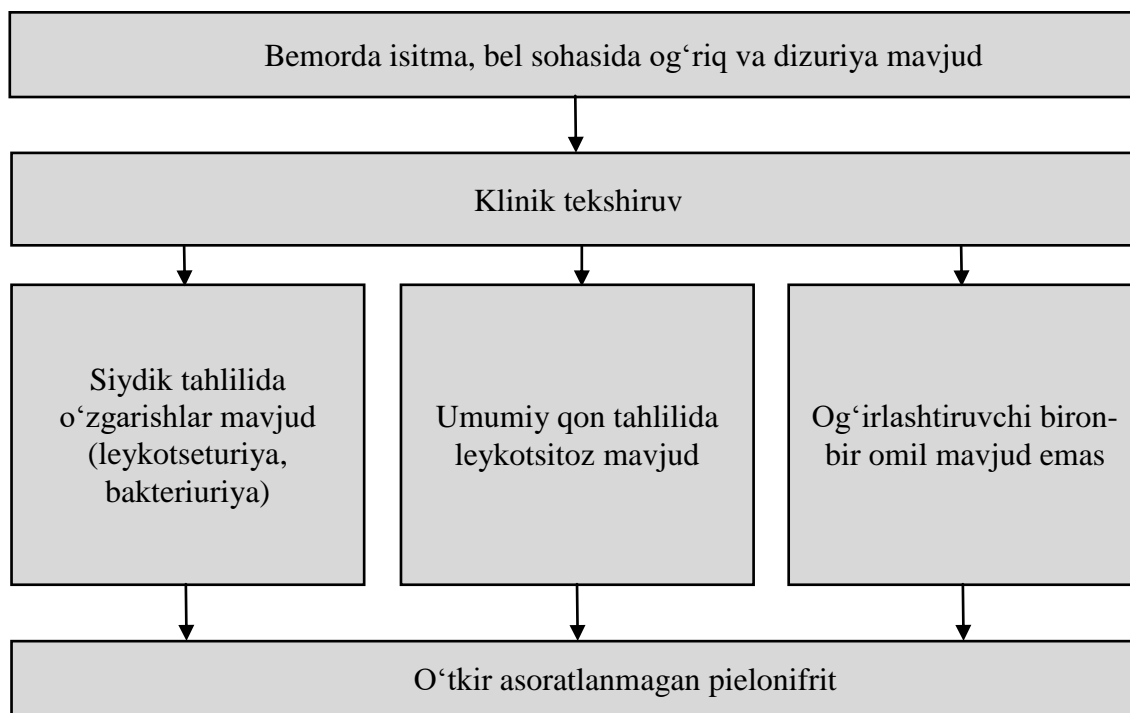 Bemorda isitma, bel sohasida og‘riq va dizuriya mavjud
Klinik tekshiruv
Siydik tahlilida
o‘zgarishlar mavjud
(leykotseturiya,
bakteriuriya)
Umumiy qon tahlilida
leykotsitoz mavjud
Og‘irlashtiruvchi biron-
bir omil mavjud emas
O‘tkir asoratlanmagan pielonifrit